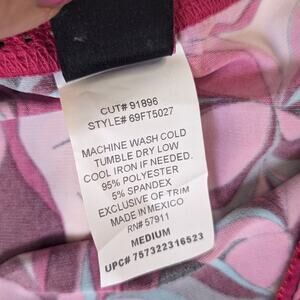 CUT# 91896
STYLE# 69FT5027
MACHINE WASH COLD
TUMBLE DRY LOW
COOL IRON IF NEEDED.
95% POLYESTER
5% SPANDEX
EXCLUSIVE OF TRIM
MADE IN MEXICO
RN# 57911
MEDIUM
UPC# 757322316523